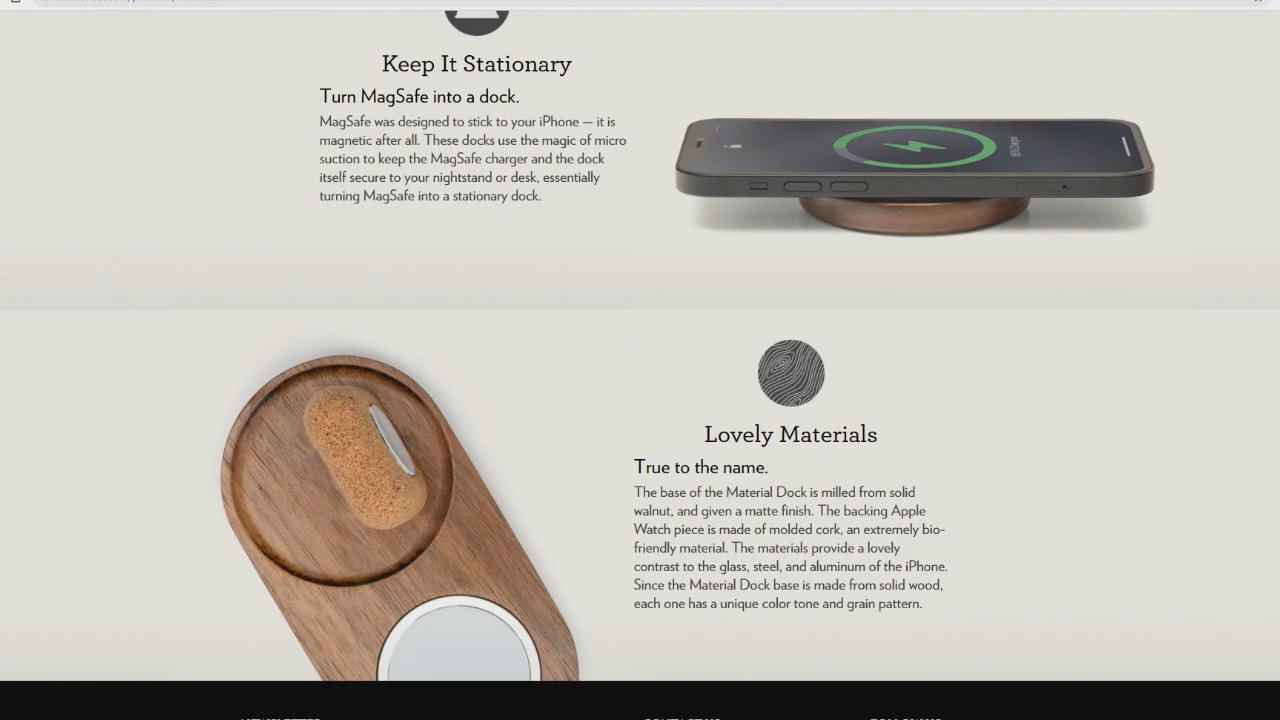 Keep It Stationary
Turn MagSafe into a dock.
MagSafe was designed to stick to your iPhone — it is
magnetic after all. These docks use the magic of micro
suction to keep the MagSafe charger and the dock
itself secure to your nightstand or desk, essentially
turning MagSafe into a stationary dock.
Lovely Materials
True to the name.
The base of the Material Dock is milled from solid
walnut, and given a matte finish. The backing Apple
Watch piece is made of molded cork, an extremely bio-
friendly material. The materials provide a lovely
contrast to the glass, steel, and aluminum of the iPhone.
Since the Material Dock base is made from solid wood,
each one has a unique color tone and grain pattern.